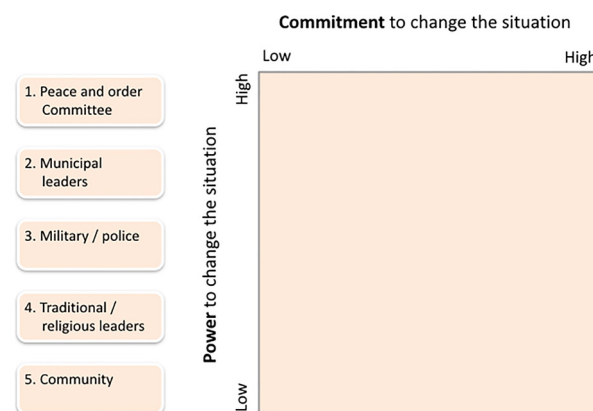 Commitment to change the situation
Low
High
High
Power to change the situation
Low
1. Peace and order
Committee
2. Municipal
leaders
3. Military / police
4. Traditional /
religious leaders
5. Community